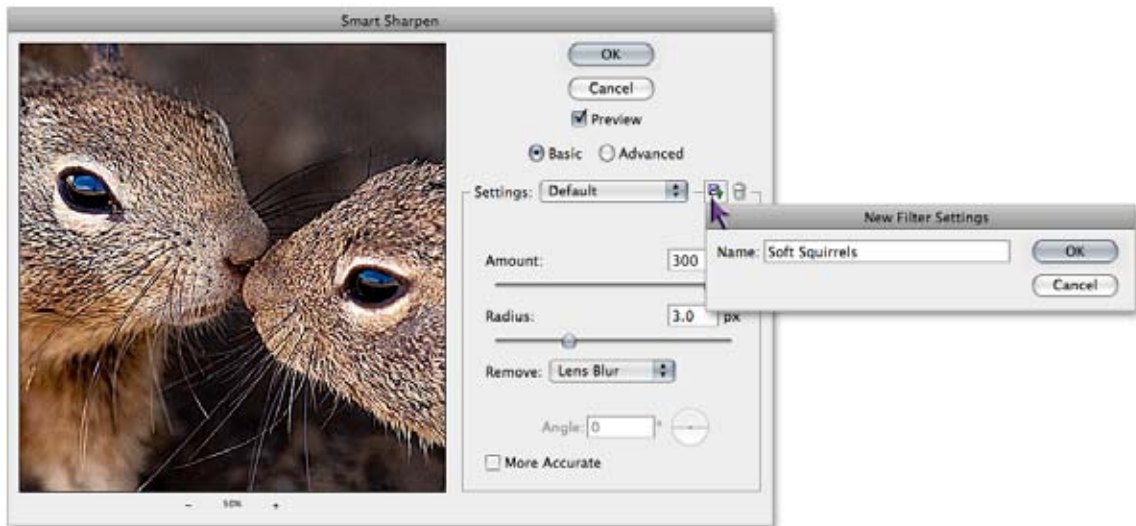 Smart Sharpen
OK
Cancel
Preview
Basic Advanced
Settings: Default
New Filter Settings
Name: Soft Squirrels OK
Cancel
Amount: 300
Radius: 3.0 px
Remove: Lens Blur
Angle: 0 °
More Accurate
- 50% +